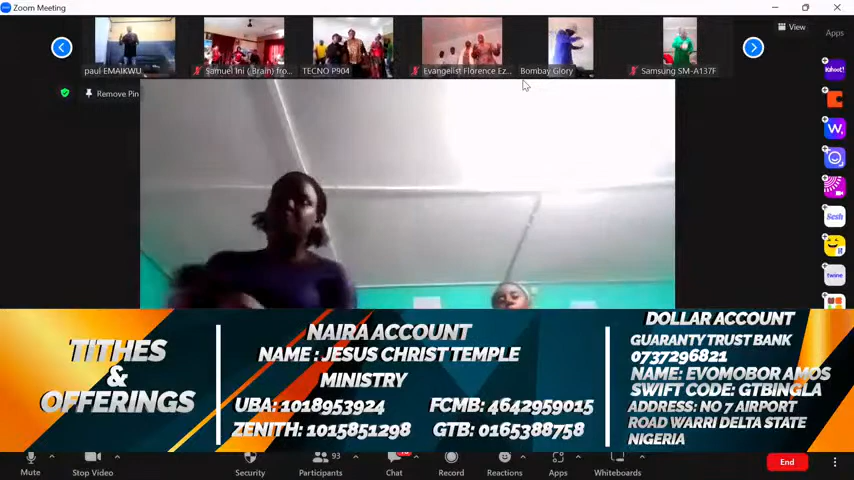 Zoom Meeting
View
Apps
paul EMAIKWU
Samuel Ini (.Brain) fro...
TECNO P904
Evangelist Florence Ez...
Bombay Glory
Samsung SM-A137F
Remove Pin
Kahoot!
Sesh
twine
TITHES
&
OFFERINGS
NAIRA ACCOUNT
NAME : JESUS CHRIST TEMPLE
MINISTRY
UBA: 1018953924 FCMB: 4642959015
ZENITH: 1015851298 GTB: 0165388758
DOLLAR ACCOUNT
GUARANTY TRUST BANK
0737296821
NAME: EVOMOBOR AMOS
SWIFT CODE: GTBINGLA
ADDRESS: NO 7 AIRPORT
ROAD WARRI DELTA STATE
NIGERIA
Mute
Stop Video
Security
93
Participants
Chat
Record
Reactions
Apps
Whiteboards
End